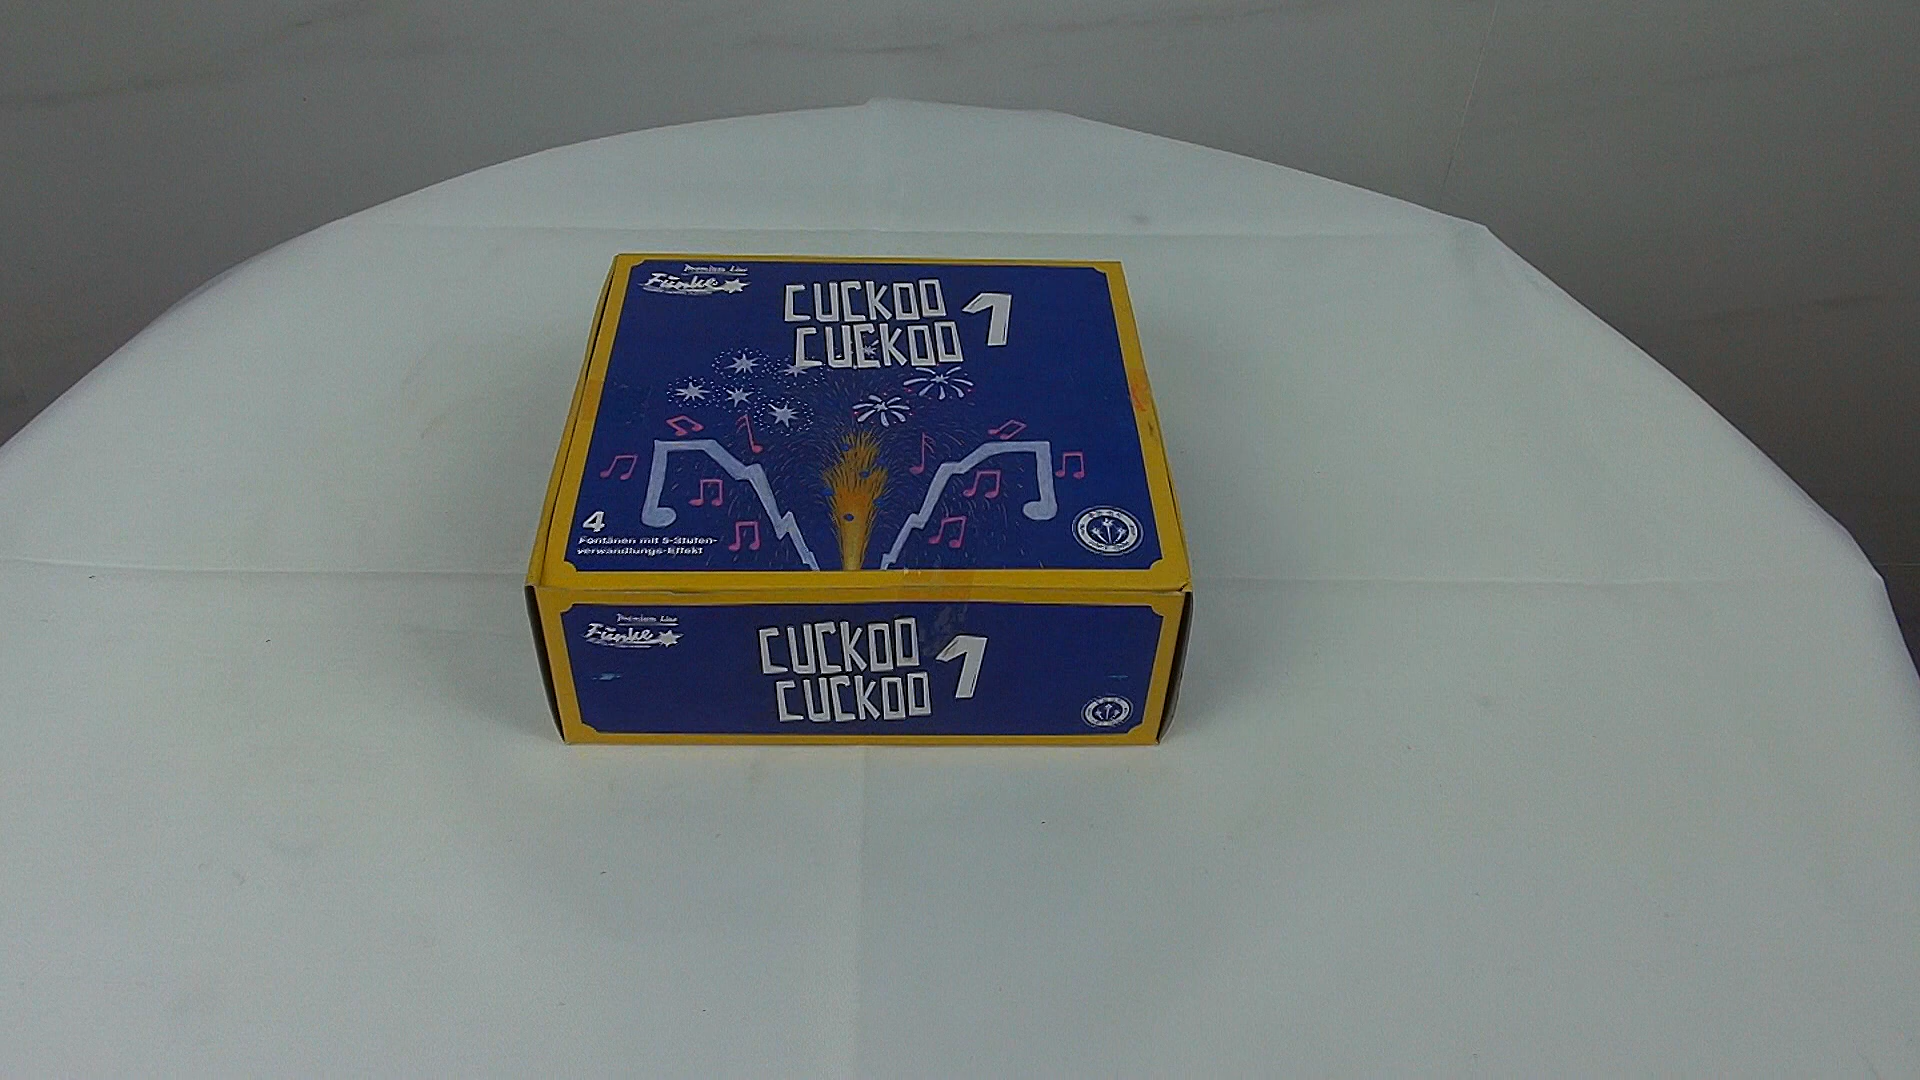 Premium Line
Funke
CUCKOO
CUCKOO 1
4
Fontänen mit 5-Stufen-
verwandlungs-Effekt
Premium Line
Funke
CUCKOO
CUCKOO 1